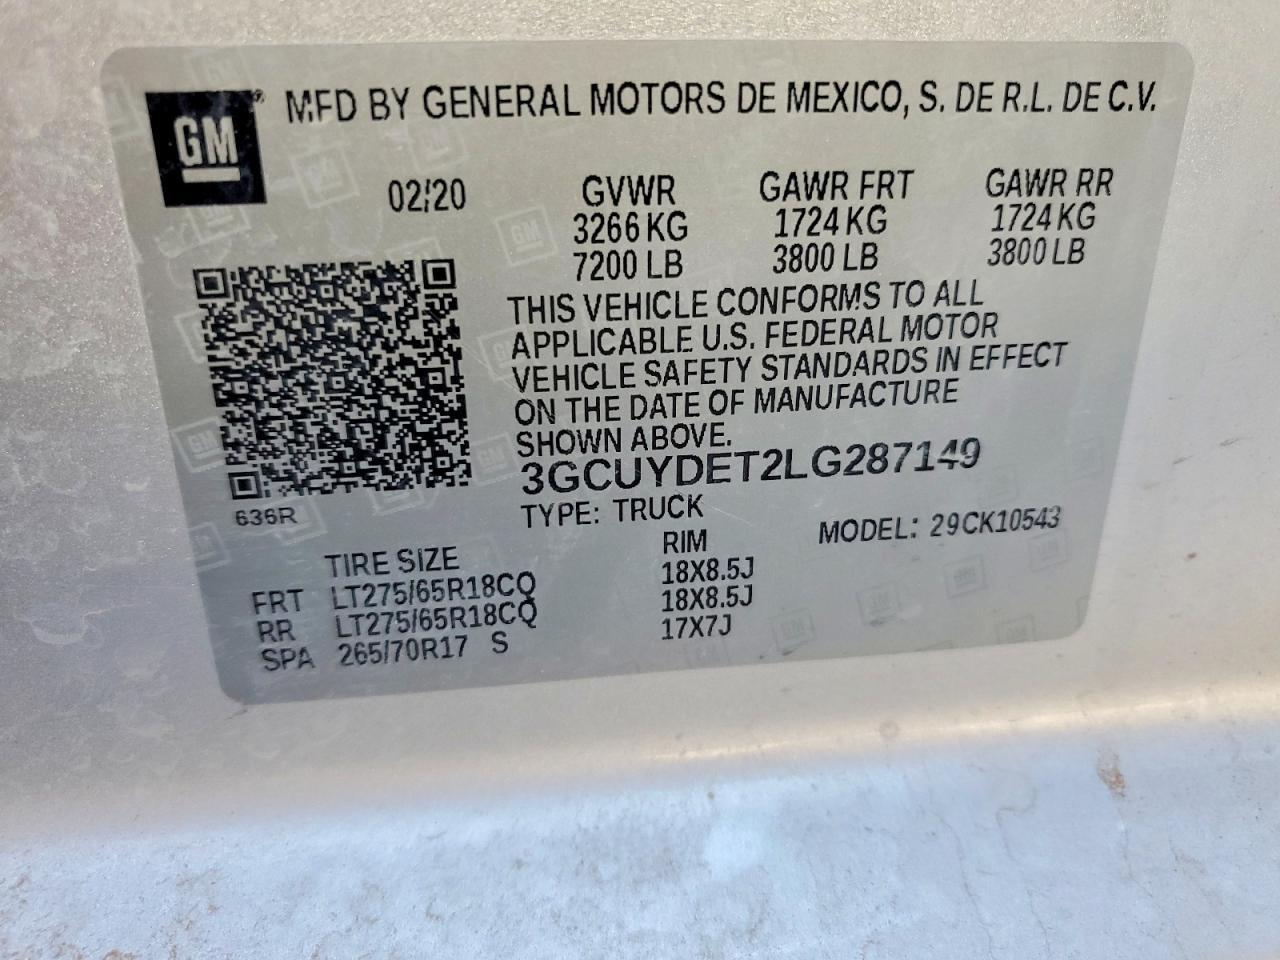 GM® MFD BY GENERAL MOTORS DE MEXICO, S. DE R.L. DE C.V.
02/20 GVWR GAWR FRT GAWR RR
3266 KG 1724 KG 1724 KG
7200 LB 3800 LB 3800 LB
THIS VEHICLE CONFORMS TO ALL
APPLICABLE U.S. FEDERAL MOTOR
VEHICLE SAFETY STANDARDS IN EFFECT
ON THE DATE OF MANUFACTURE
SHOWN ABOVE.
3GCUYDET2LG287149
636R
TYPE: TRUCK
MODEL: 29CK10543
TIRE SIZE RIM
FRT LT275/65R18CQ 18X8.5J
RR LT275/65R18CQ 18X8.5J
SPA 265/70R17 S 17X7J